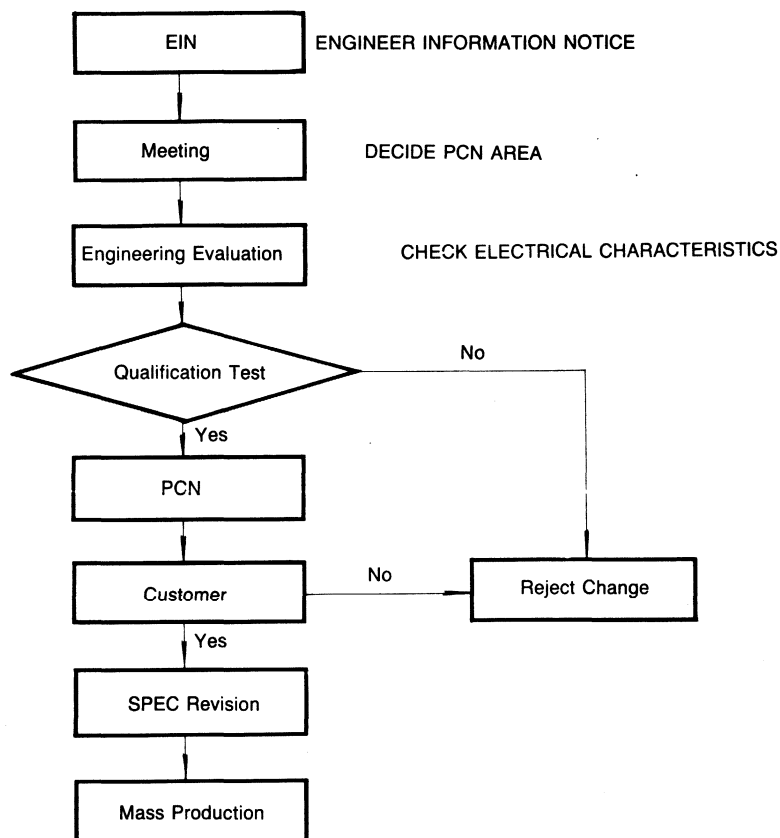 EIN
ENGINEER INFORMATION NOTICE
Meeting
DECIDE PCN AREA
Engineering Evaluation
CHECK ELECTRICAL CHARACTERISTICS
Qualification Test
No
Yes
PCN
Customer
No
Reject Change
Yes
SPEC Revision
Mass Production